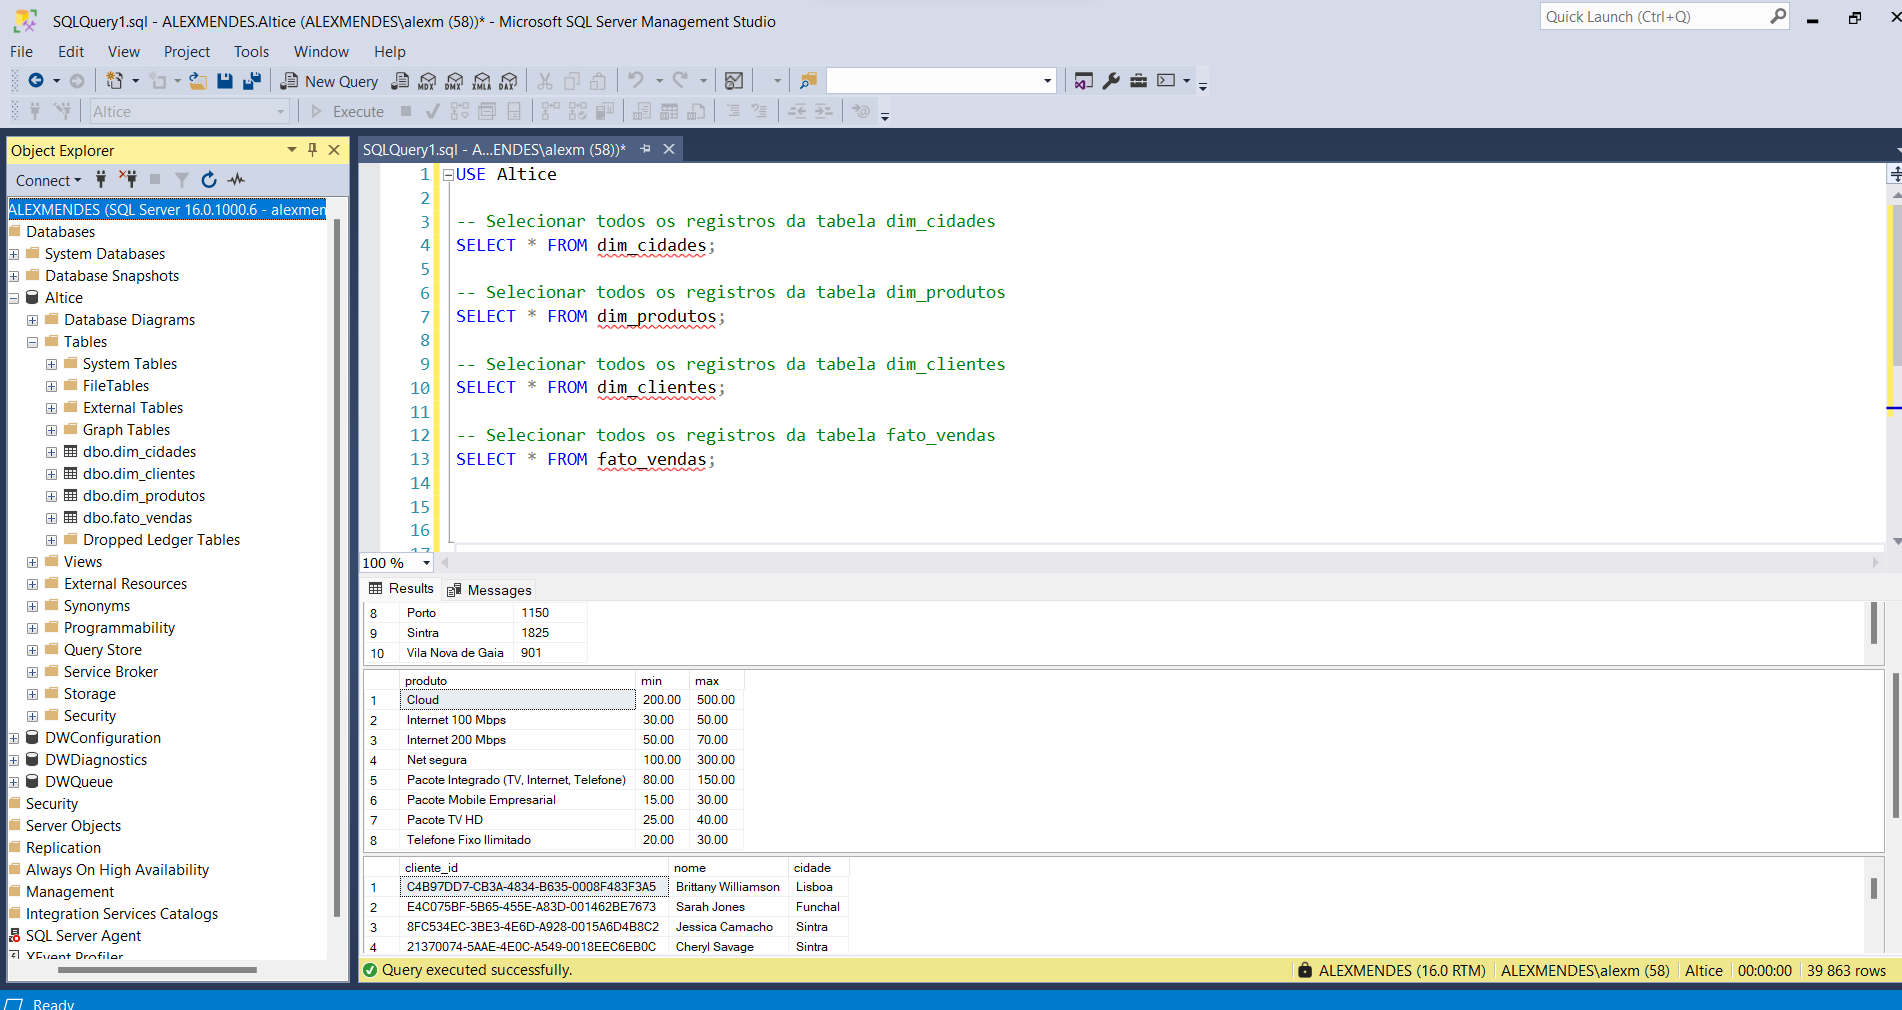 SQLQuery1.sql - ALEXMENDES.Altice (ALEXMENDES\alexm (58))* - Microsoft SQL Server Management Studio
Quick Launch (Ctrl+Q)
File Edit View Project Tools Window Help
New Query MDX DMX XMLA DAX
Altice Execute
Object Explorer
Connect
ALEXMENDES (SQL Server 16.0.1000.6 - alexmen
Databases
System Databases
Database Snapshots
Altice
Database Diagrams
Tables
System Tables
FileTables
External Tables
Graph Tables
dbo.dim_cidades
dbo.dim_clientes
dbo.dim_produtos
dbo.fato_vendas
Dropped Ledger Tables
Views
External Resources
Synonyms
Programmability
Query Store
Service Broker
Storage
Security
DWConfiguration
DWDiagnostics
DWQueue
Security
Server Objects
Replication
Always On High Availability
Management
Integration Services Catalogs
SQL Server Agent
XEvent Profiler
SQLQuery1.sql - A...ENDES\alexm (58))*
1 USE Altice
2
3 -- Selecionar todos os registros da tabela dim_cidades
4 SELECT * FROM dim_cidades;
5
6 -- Selecionar todos os registros da tabela dim_produtos
7 SELECT * FROM dim_produtos;
8
9 -- Selecionar todos os registros da tabela dim_clientes
10 SELECT * FROM dim_clientes;
11
12 -- Selecionar todos os registros da tabela fato_vendas
13 SELECT * FROM fato_vendas;
14
15
16
17
100 %
Results Messages
8 Porto 1150
9 Sintra 1825
10 Vila Nova de Gaia 901
produto min max
1 Cloud 200.00 500.00
2 Internet 100 Mbps 30.00 50.00
3 Internet 200 Mbps 50.00 70.00
4 Net segura 100.00 300.00
5 Pacote Integrado (TV, Internet, Telefone) 80.00 150.00
6 Pacote Mobile Empresarial 15.00 30.00
7 Pacote TV HD 25.00 40.00
8 Telefone Fixo Ilimitado 20.00 30.00
cliente_id nome cidade
1 C4B97DD7-CB3A-4834-B635-0008F483F3A5 Brittany Williamson Lisboa
2 E4C075BF-5B65-455E-A83D-001462BE7673 Sarah Jones Funchal
3 8FC534EC-3BE3-4E6D-A928-0015A6D4B8C2 Jessica Camacho Sintra
4 21370074-5AAE-4E0C-A549-0018EEC6EB0C Cheryl Savage Sintra
Query executed successfully. ALEXMENDES (16.0 RTM) ALEXMENDES\alexm (58) Altice 00:00:00 39 863 rows
Ready